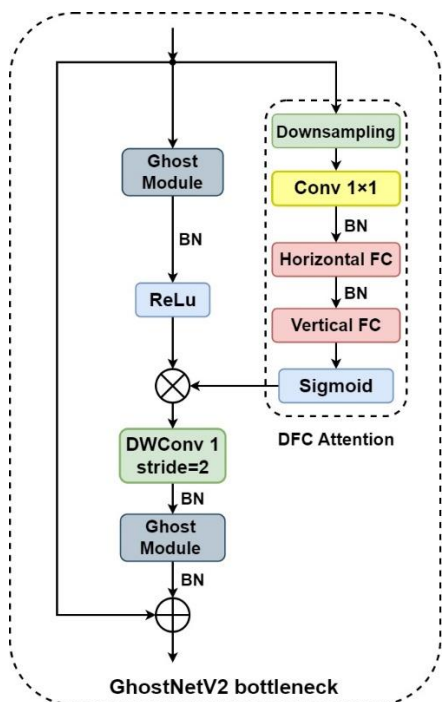 Downsampling
Ghost
Module
Conv 1×1
BN
BN
Horizontal FC
BN
ReLu
Vertical FC
Sigmoid
DFC Attention
DWConv 1
stride=2
BN
Ghost
Module
BN
GhostNetV2 bottleneck